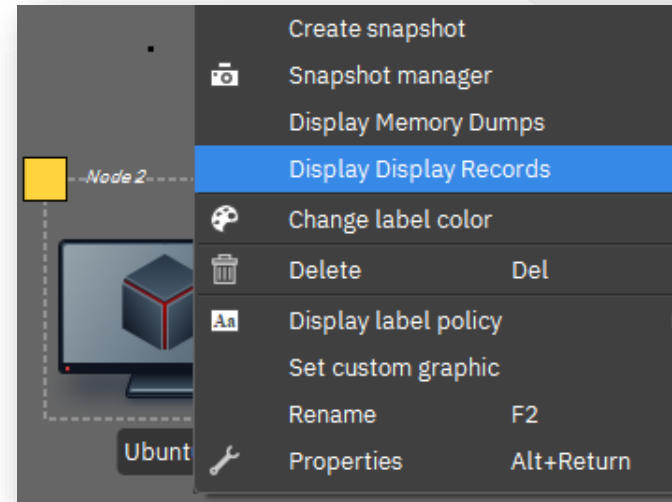 Create snapshot
Snapshot manager
Display Memory Dumps
Display Display Records
Node 2
Change label color
Delete Del
Aa Display label policy
Set custom graphic
Rename F2
Ubunt
Properties Alt+Return